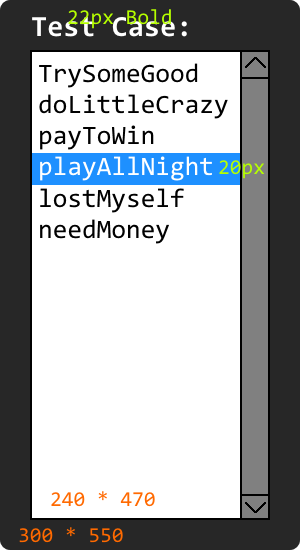 22px Bold
Test Case:
TrySomeGood
doLittleCrazy
payToWin
playAllNight 20px
lostMyself
needMoney
240 * 470
300 * 550